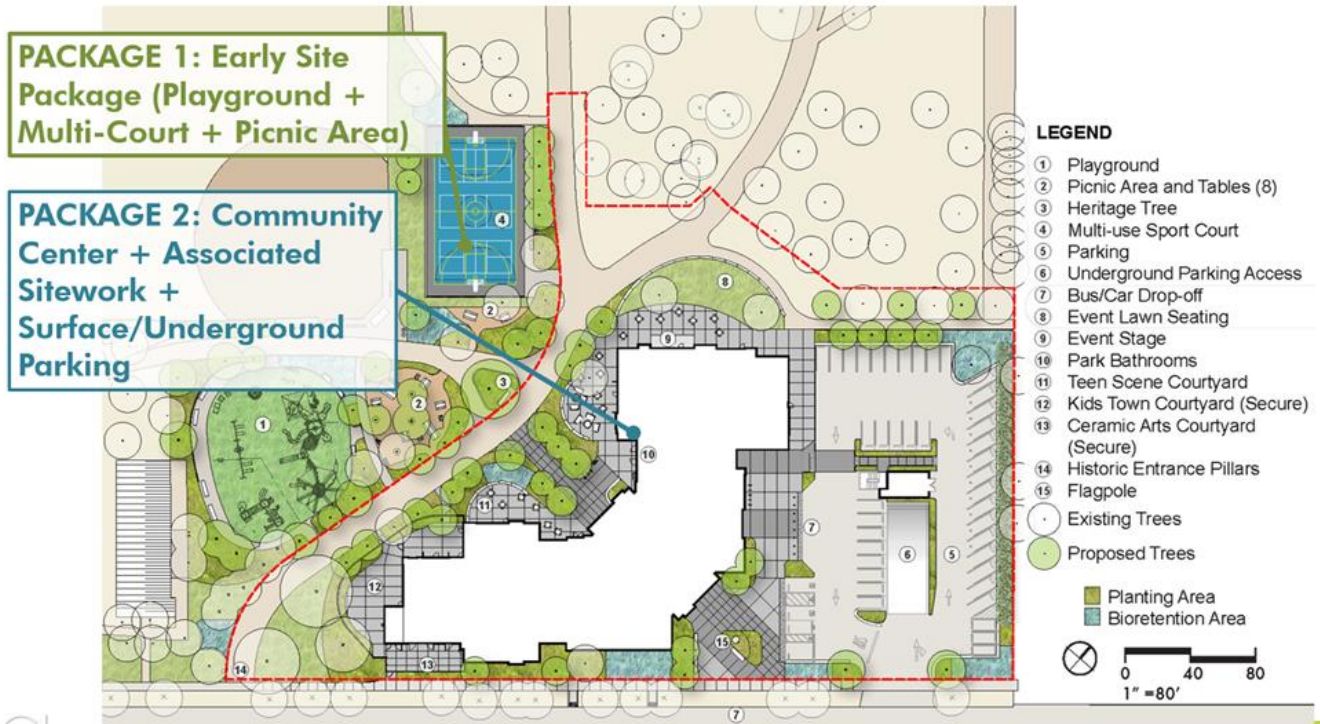 PACKAGE 1: Early Site
Package (Playground +
Multi-Court + Picnic Area)
PACKAGE 2: Community
Center + Associated
Sitework +
Surface/Underground
Parking
4
2
8
9
3
2
1
10
11
7
6
5
12
15
14
13
7
LEGEND
1 Playground
2 Picnic Area and Tables (8)
3 Heritage Tree
4 Multi-use Sport Court
5 Parking
6 Underground Parking Access
7 Bus/Car Drop-off
8 Event Lawn Seating
9 Event Stage
10 Park Bathrooms
11 Teen Scene Courtyard
12 Kids Town Courtyard (Secure)
13 Ceramic Arts Courtyard
(Secure)
14 Historic Entrance Pillars
15 Flagpole
Existing Trees
Proposed Trees
Planting Area
Bioretention Area
0 40 80
1" =80'